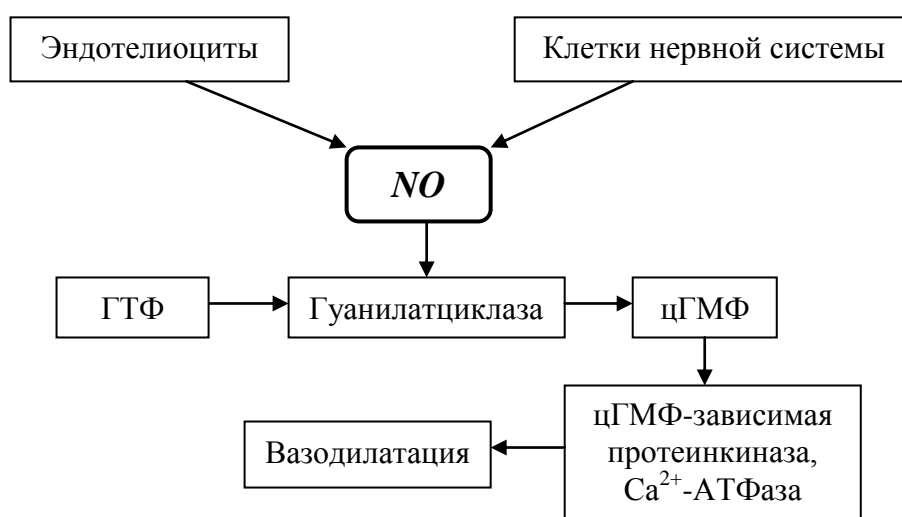 Эндотелиоциты
Клетки нервной системы
NO
ГТФ
Гуанилатциклаза
цГМФ
Вазодилатация
цГМФ-зависимая
протеинкиназа,
Ca²⁺-АТФаза